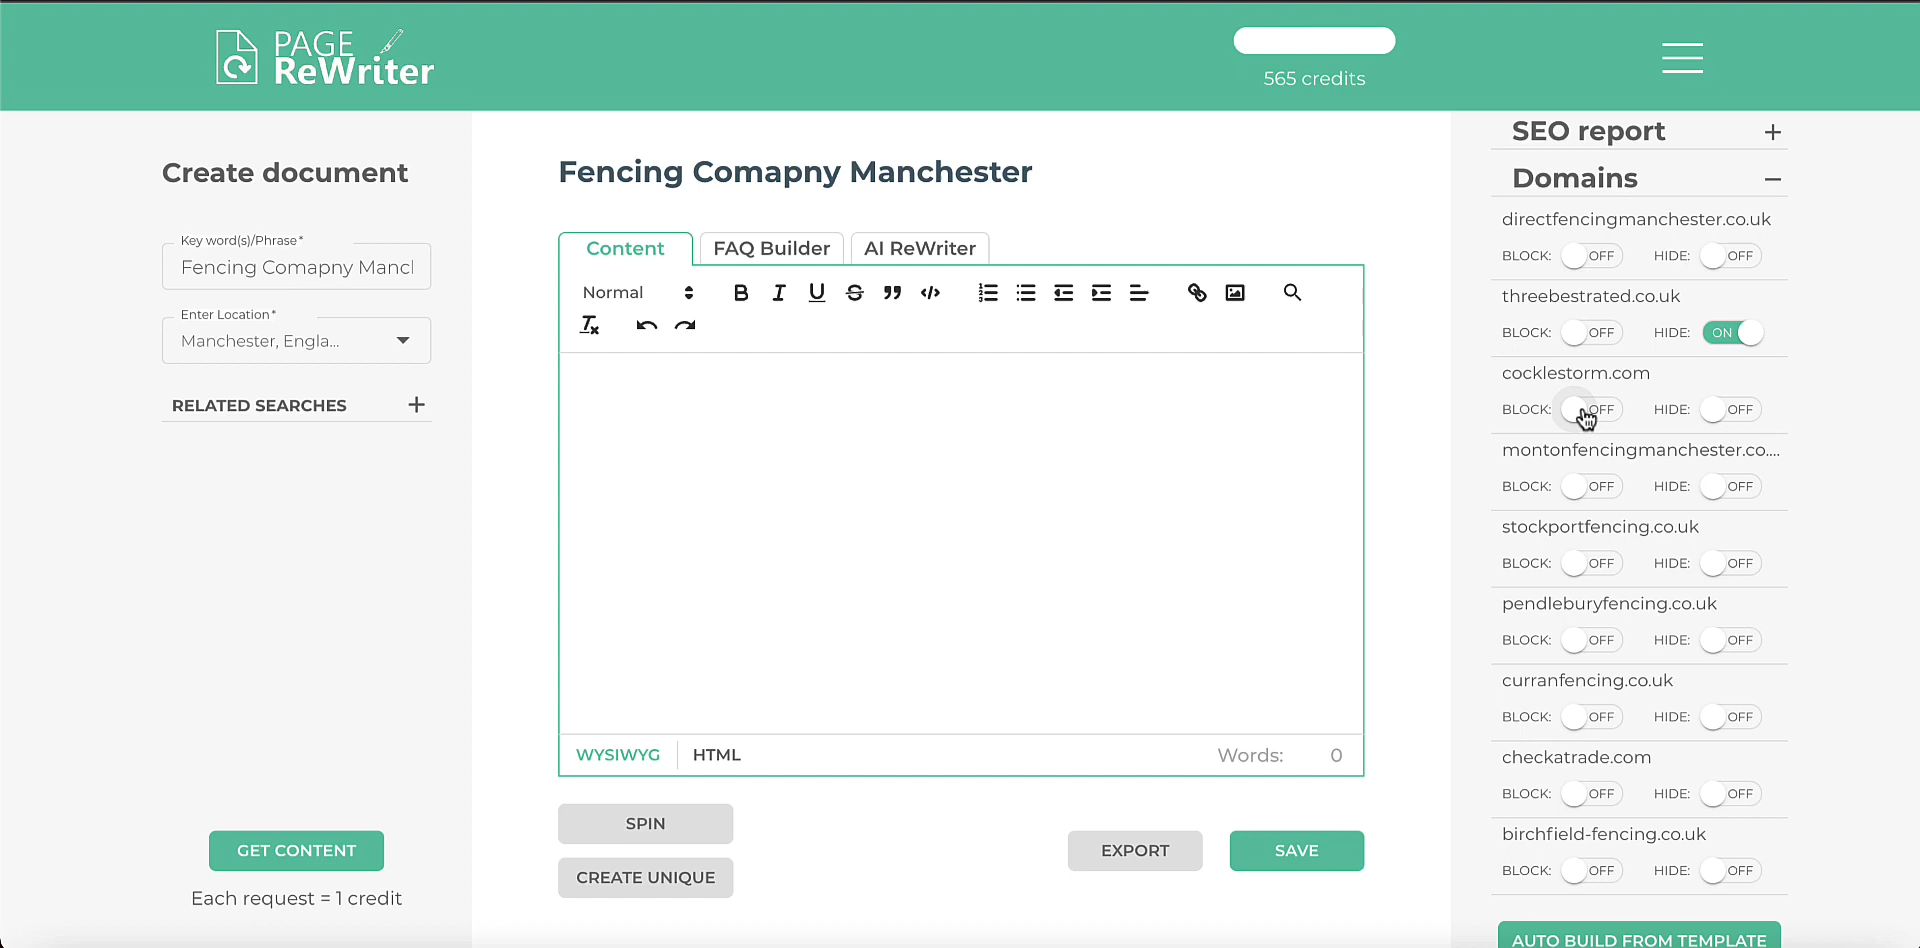 PAGE
ReWriter
565 credits
Create document
Key word(s)/Phrase*
Fencing Comapny Mancl
Enter Location*
Manchester, Engla...
RELATED SEARCHES
GET CONTENT
Each request = 1 credit
Fencing Comapny Manchester
Content FAQ Builder AI ReWriter
Normal
WYSIWYG HTML Words: 0
SPIN
CREATE UNIQUE
EXPORT SAVE
SEO report +
Domains −
directfencingmanchester.co.uk
BLOCK: OFF HIDE: OFF
threebestrated.co.uk
BLOCK: OFF HIDE: ON
cocklestorm.com
BLOCK: OFF HIDE: OFF
montonfencingmanchester.co....
BLOCK: OFF HIDE: OFF
stockportfencing.co.uk
BLOCK: OFF HIDE: OFF
pendleburyfencing.co.uk
BLOCK: OFF HIDE: OFF
curranfencing.co.uk
BLOCK: OFF HIDE: OFF
checkatrade.com
BLOCK: OFF HIDE: OFF
birchfield-fencing.co.uk
BLOCK: OFF HIDE: OFF
AUTO BUILD FROM TEMPLATE